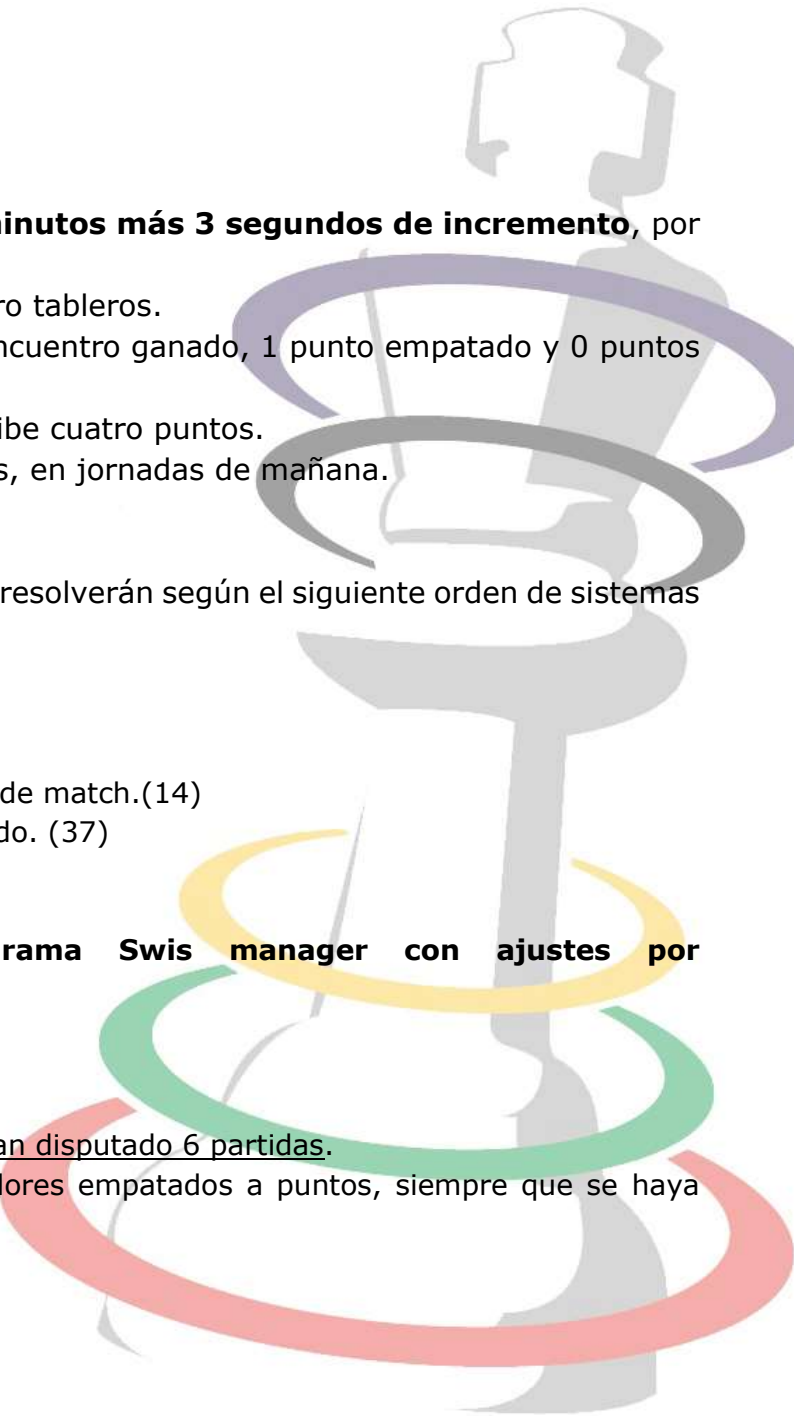 minutos más 3 segundos de incremento, por
ro tableros.
ncuentro ganado, 1 punto empatado y 0 puntos
ibe cuatro puntos.
s, en jornadas de mañana.
resolverán según el siguiente orden de sistemas
de match.(14)
do. (37)
rama Swis manager con ajustes por
an disputado 6 partidas.
dores empatados a puntos, siempre que se haya